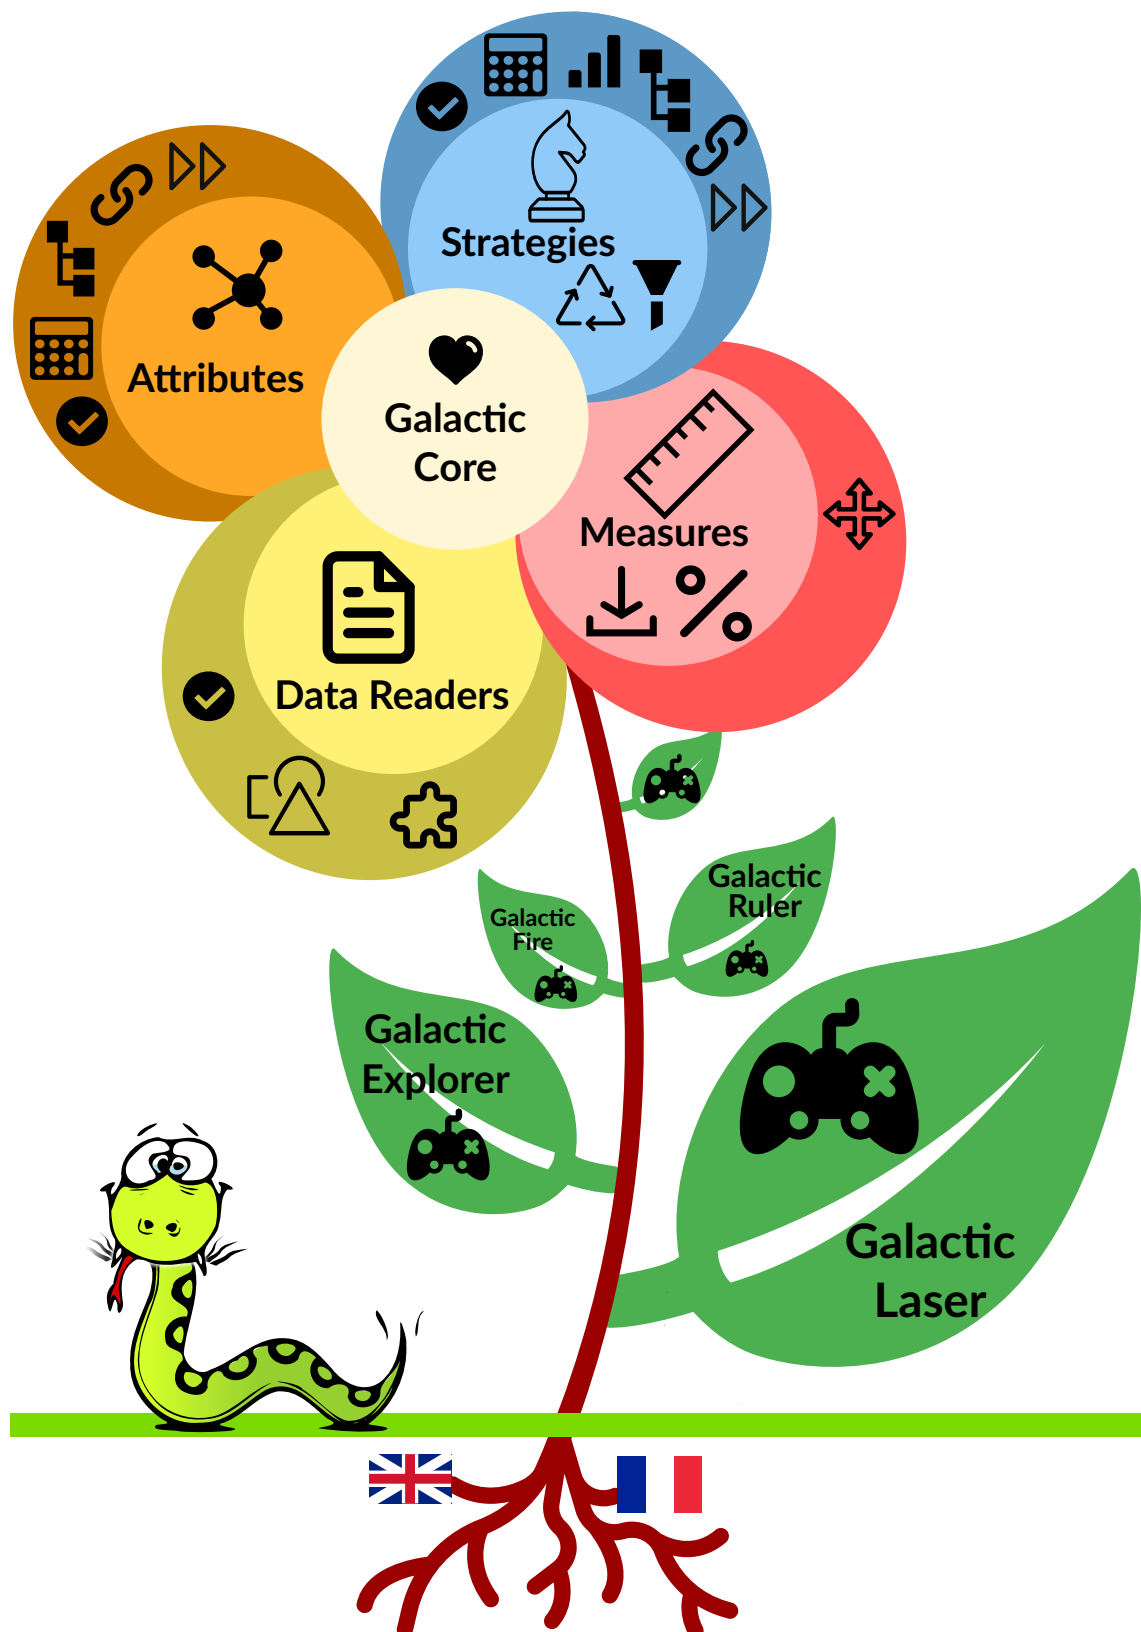 Strategies
Attributes
Galactic
Core
Measures
Data Readers
Galactic
Ruler
Galactic
Fire
Galactic
Explorer
Galactic
Laser